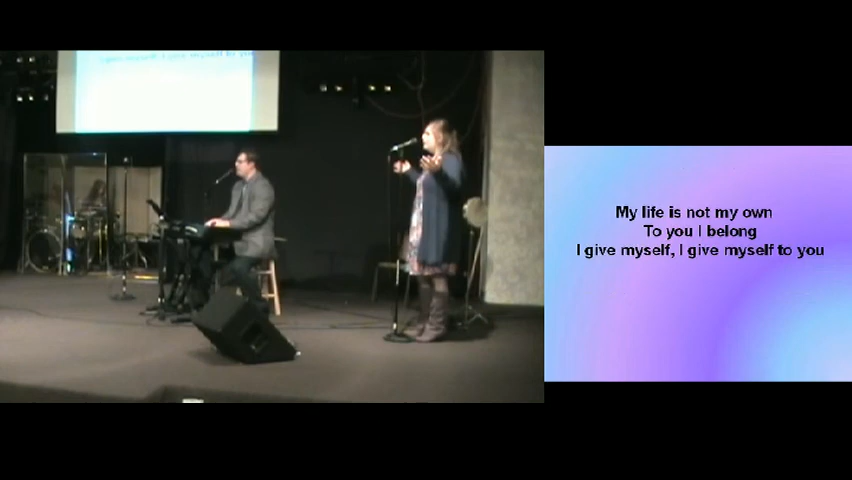 My life is not my own
To you I belong
I give myself, I give myself to you